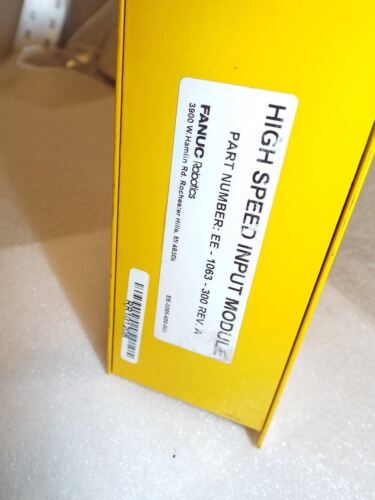 HIGH SPEED INPUT MODULE
PART NUMBER: EE - 1063 - 300 REV. A
FANUC Robotics
3900 W. Hamlin Rd. Rochester Hills, MI 48309